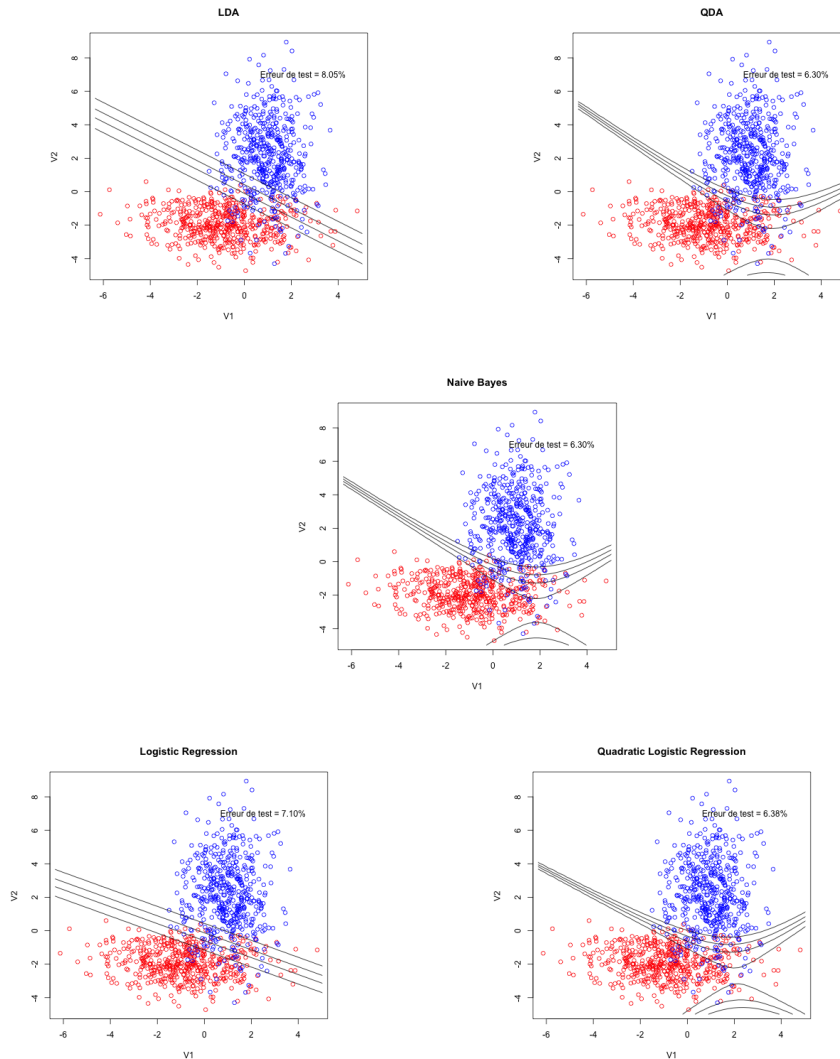 LDA
QDA
8
6
4
2
0
-2
-4
V2
Erreur de test = 8.05%
-6 -4 -2 0 2 4
V1
8
6
4
2
0
-2
-4
V2
Erreur de test = 6.30%
-6 -4 -2 0 2 4
V1
Naive Bayes
8
6
4
2
0
-2
-4
V2
Erreur de test = 6.30%
-6 -4 -2 0 2 4
V1
Logistic Regression
Quadratic Logistic Regression
8
6
4
2
0
-2
-4
V2
Erreur de test = 7.10%
-6 -4 -2 0 2 4
V1
8
6
4
2
0
-2
-4
V2
Erreur de test = 6.38%
-6 -4 -2 0 2 4
V1